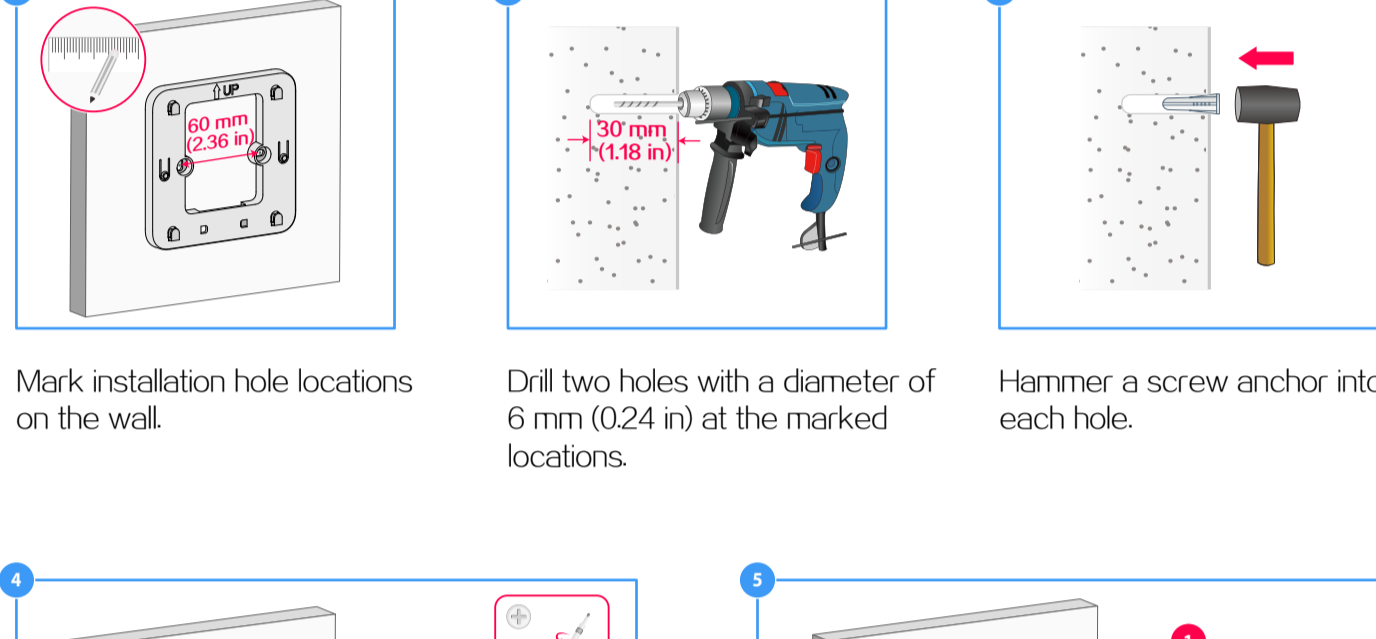 UP
60 mm
(2.36 in)
30 mm
(1.18 in)
Mark installation hole locations
on the wall.
Drill two holes with a diameter of
6 mm (0.24 in) at the marked
locations.
Hammer a screw anchor into
each hole.
4
5
1